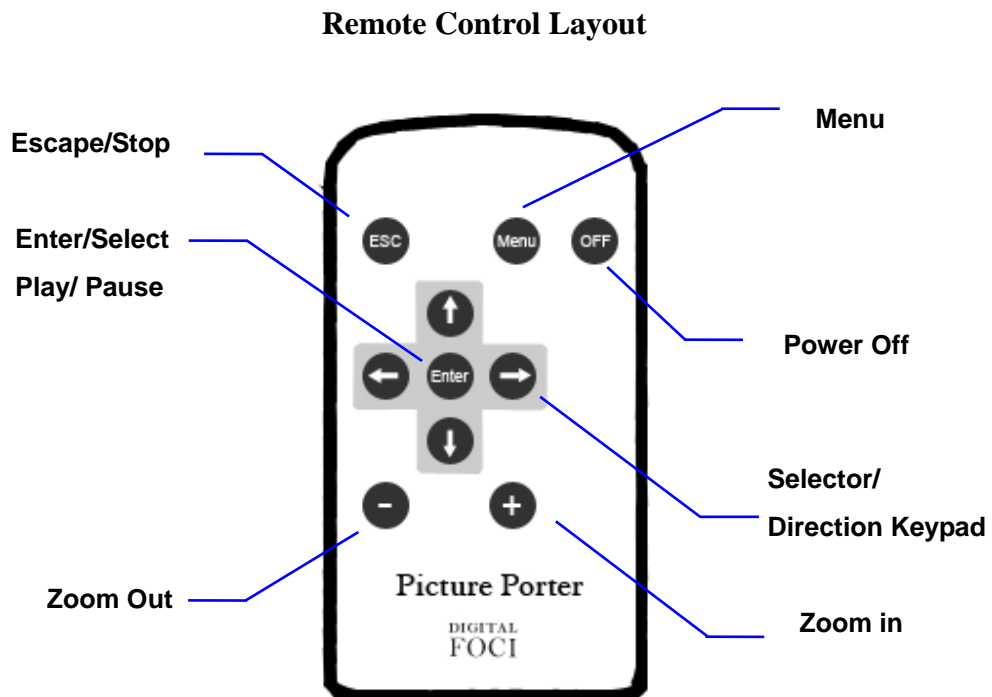 Remote Control Layout
Menu
Escape/Stop
Enter/Select
Play/ Pause
ESC
Menu
OFF
Power Off
Enter
Selector/
Direction Keypad
-
+
Zoom Out
Picture Porter
Zoom in
DIGITAL
FOCI